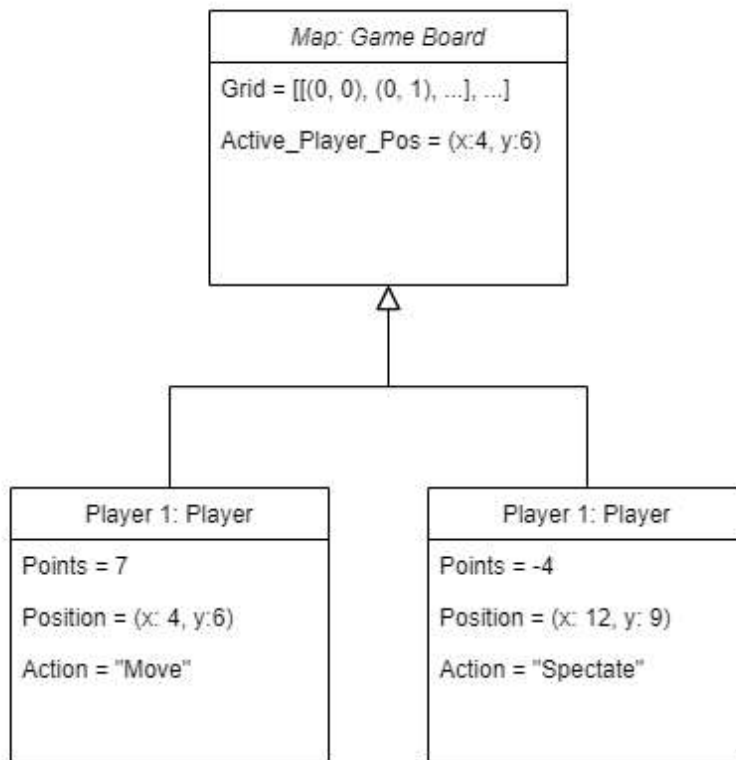 Map: Game Board
Grid = [[(0, 0), (0, 1), ...], ...]
Active_Player_Pos = (x:4, y:6)
Player 1: Player
Points = 7
Position = (x: 4, y:6)
Action = "Move"
Player 1: Player
Points = -4
Position = (x: 12, y: 9)
Action = "Spectate"